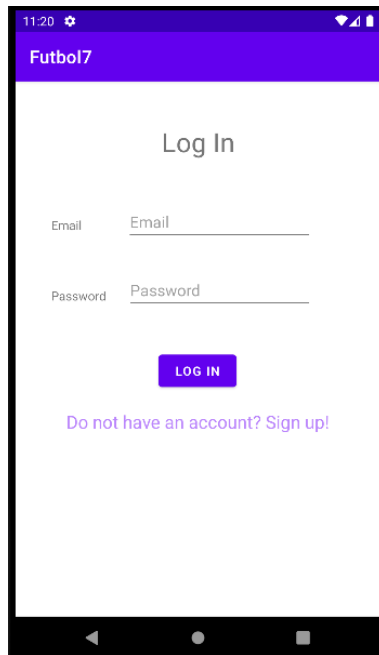 11:20
Futbol7
Log In
Email Email
Password Password
LOG IN
Do not have an account? Sign up!